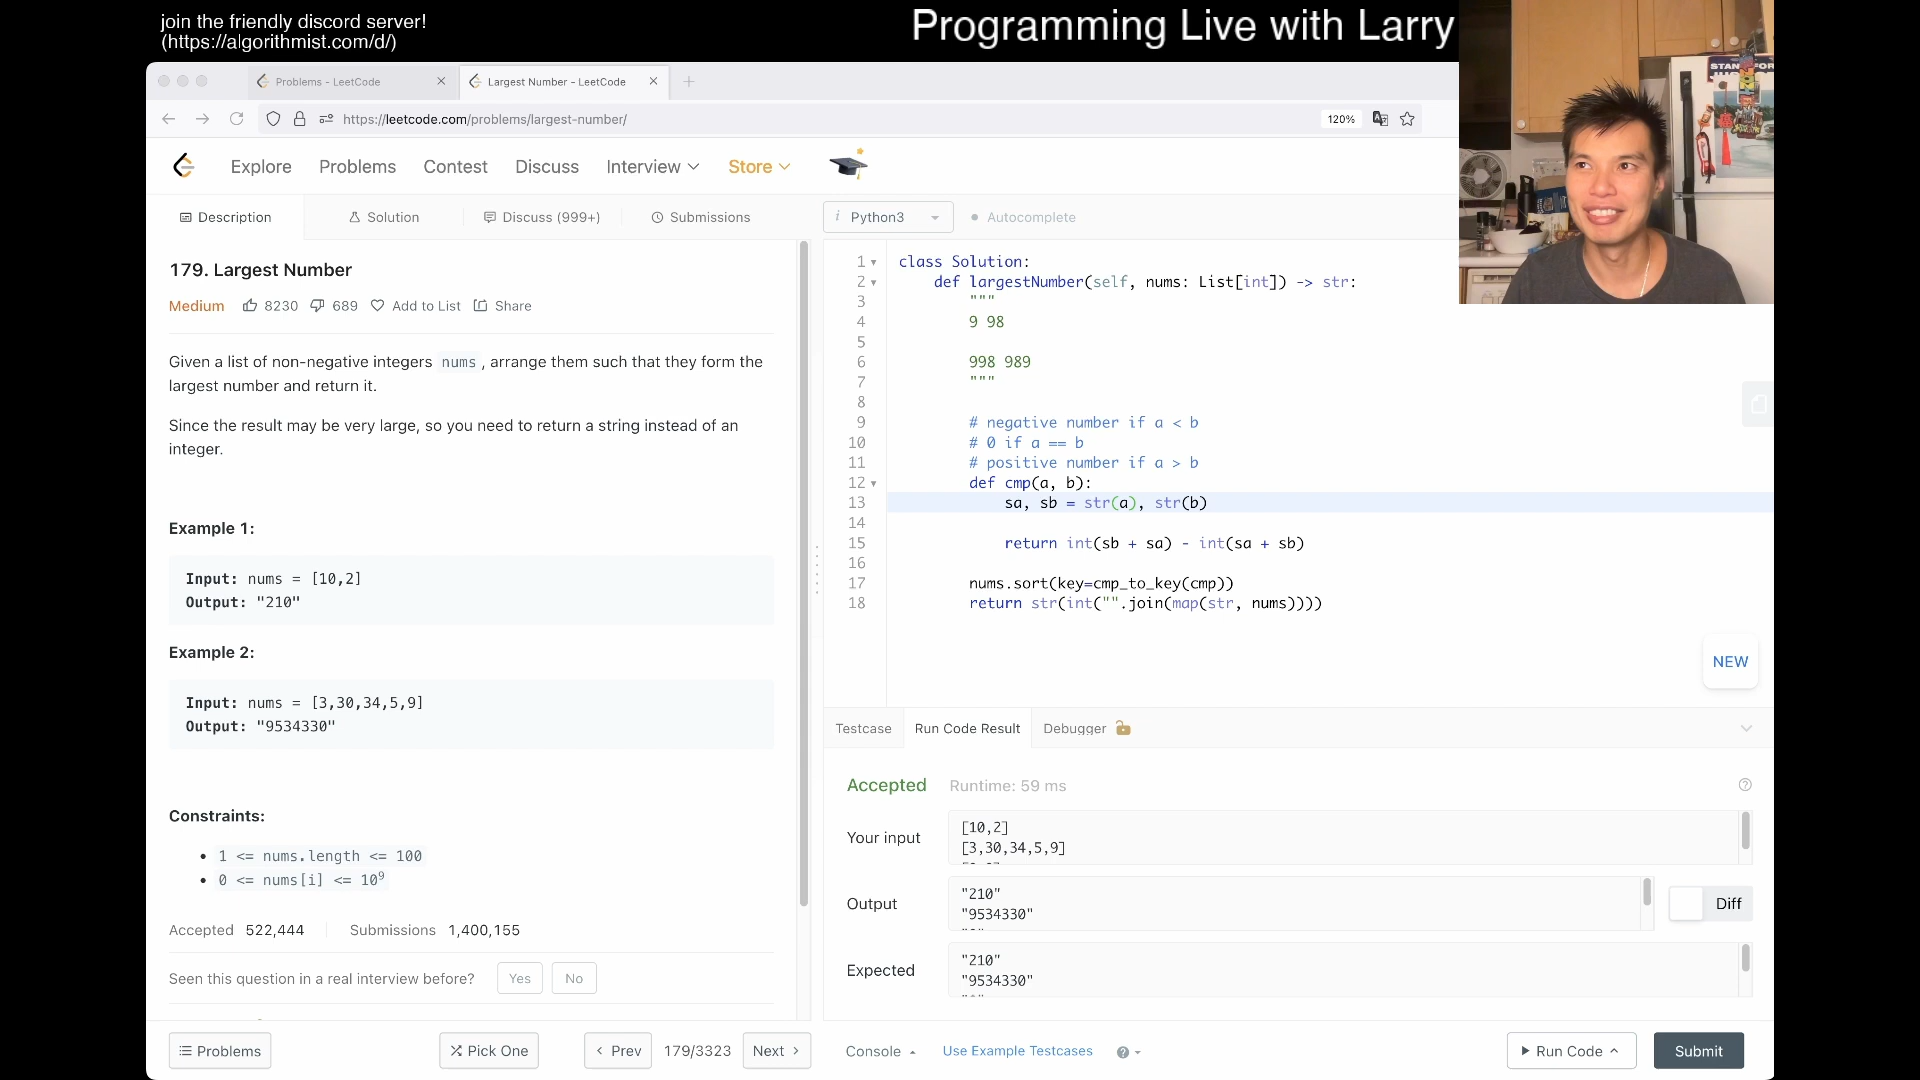 join the friendly discord server!
(https://algorithmist.com/d/)
Programming Live with Larry
Problems - LeetCode
Largest Number - LeetCode
https://leetcode.com/problems/largest-number/
120%
Explore Problems Contest Discuss Interview Store
Description Solution Discuss (999+) Submissions
179. Largest Number
Medium 8230 689 Add to List Share
Given a list of non-negative integers nums, arrange them such that they form the
largest number and return it.
Since the result may be very large, so you need to return a string instead of an
integer.
Example 1:
Input: nums = [10,2]
Output: "210"
Example 2:
Input: nums = [3,30,34,5,9]
Output: "9534330"
Constraints:
• 1 <= nums.length <= 100
• 0 <= nums[i] <= 10⁹
Accepted 522,444 Submissions 1,400,155
Seen this question in a real interview before? Yes No
Problems Pick One Prev 179/3323 Next
i Python3 Autocomplete
1 class Solution:
2 def largestNumber(self, nums: List[int]) -> str:
3 """
4 9 98
5
6 998 989
7 """
8
9 # negative number if a < b
10 # 0 if a == b
11 # positive number if a > b
12 def cmp(a, b):
13 sa, sb = str(a), str(b)
14
15 return int(sb + sa) - int(sa + sb)
16
17 nums.sort(key=cmp_to_key(cmp))
18 return str(int("".join(map(str, nums))))
NEW
Testcase Run Code Result Debugger
Accepted Runtime: 59 ms
Your input
[10,2]
[3,30,34,5,9]
Output
"210"
"9534330"
Diff
Expected
"210"
"9534330"
Console Use Example Testcases Run Code Submit